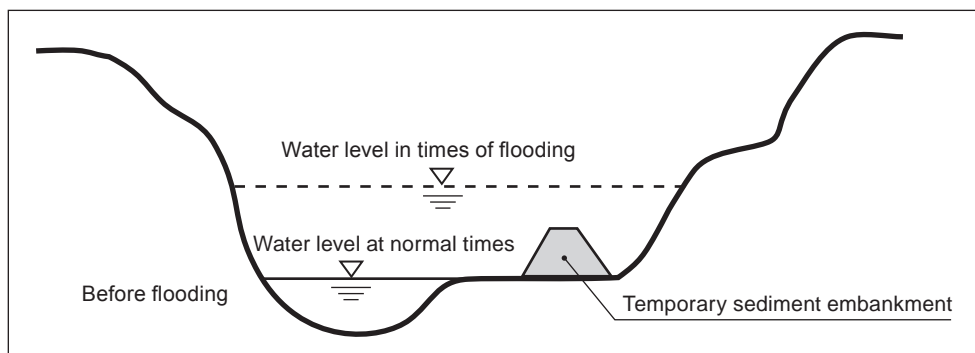 Water level in times of flooding
Water level at normal times
Before flooding
Temporary sediment embankment